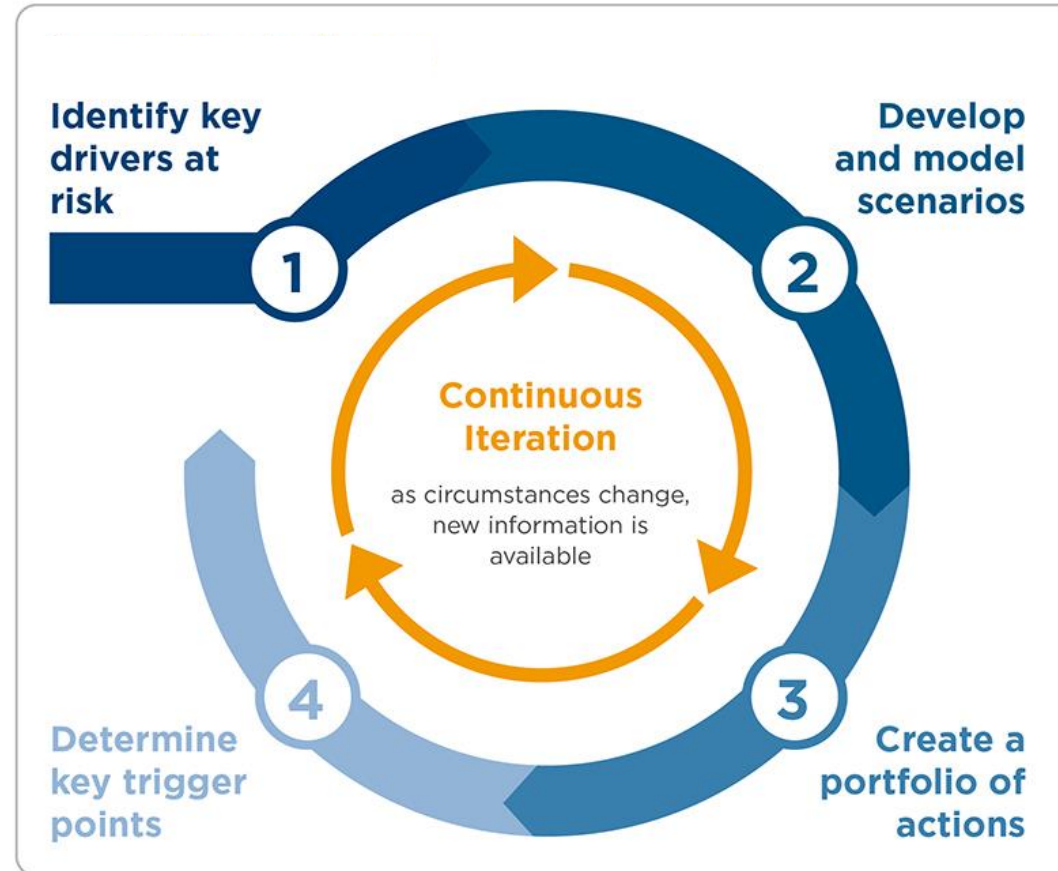 Identify key
drivers at
risk
1
Develop
and model
scenarios
2
Continuous
Iteration
as circumstances change,
new information is
available
3
Create a
portfolio of
actions
4
Determine
key trigger
points